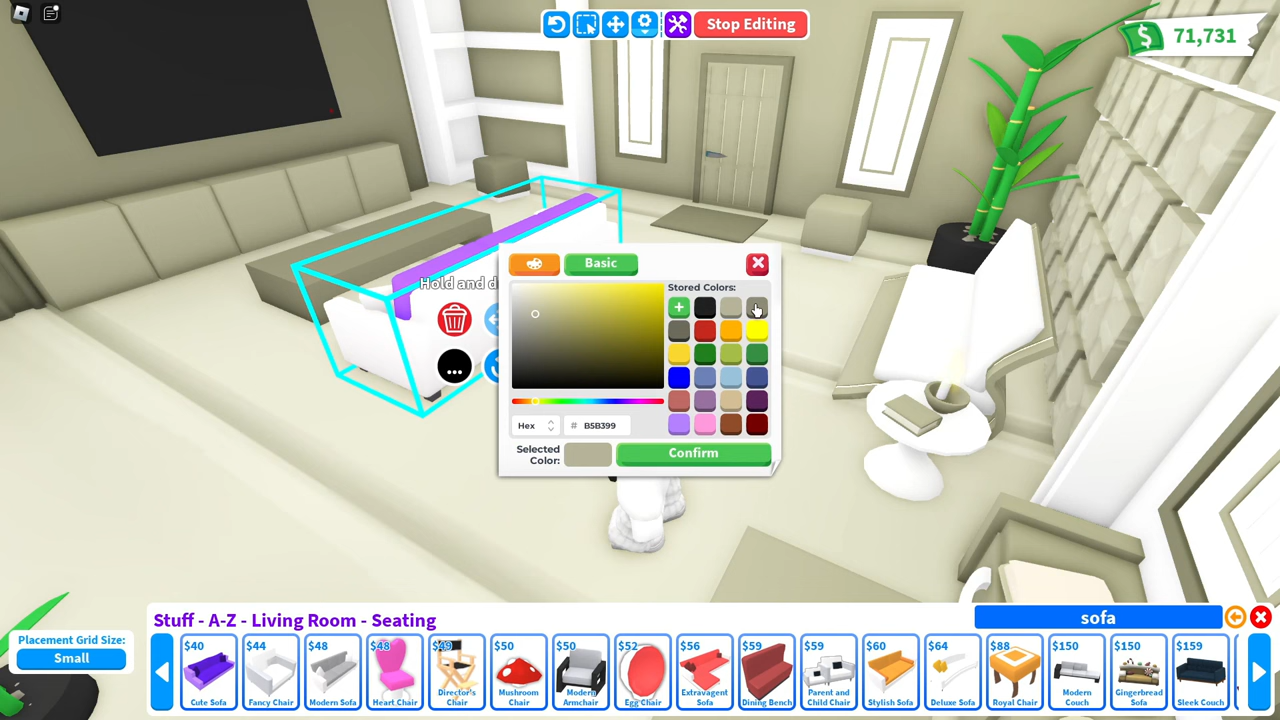 Stop Editing
$ 71,731
Hold and d
Basic
Stored Colors:
+
Hex
# B5B399
Selected
Color:
Confirm
...
Stuff - A-Z - Living Room - Seating
sofa
Placement Grid Size:
Small
$40
Cute Sofa
$44
Fancy Chair
$48
Modern Sofa
$48
Heart Chair
$49
Director's
Chair
$50
Mushroom
Chair
$50
Modern
Armchair
$52
Egg Chair
$56
Extravagent
Sofa
$59
Dining Bench
$59
Parent and
Child Chair
$60
Stylish Sofa
$64
Deluxe Sofa
$88
Royal Chair
$150
Modern
Couch
$150
Gingerbread
Sofa
$159
Sleek Couch